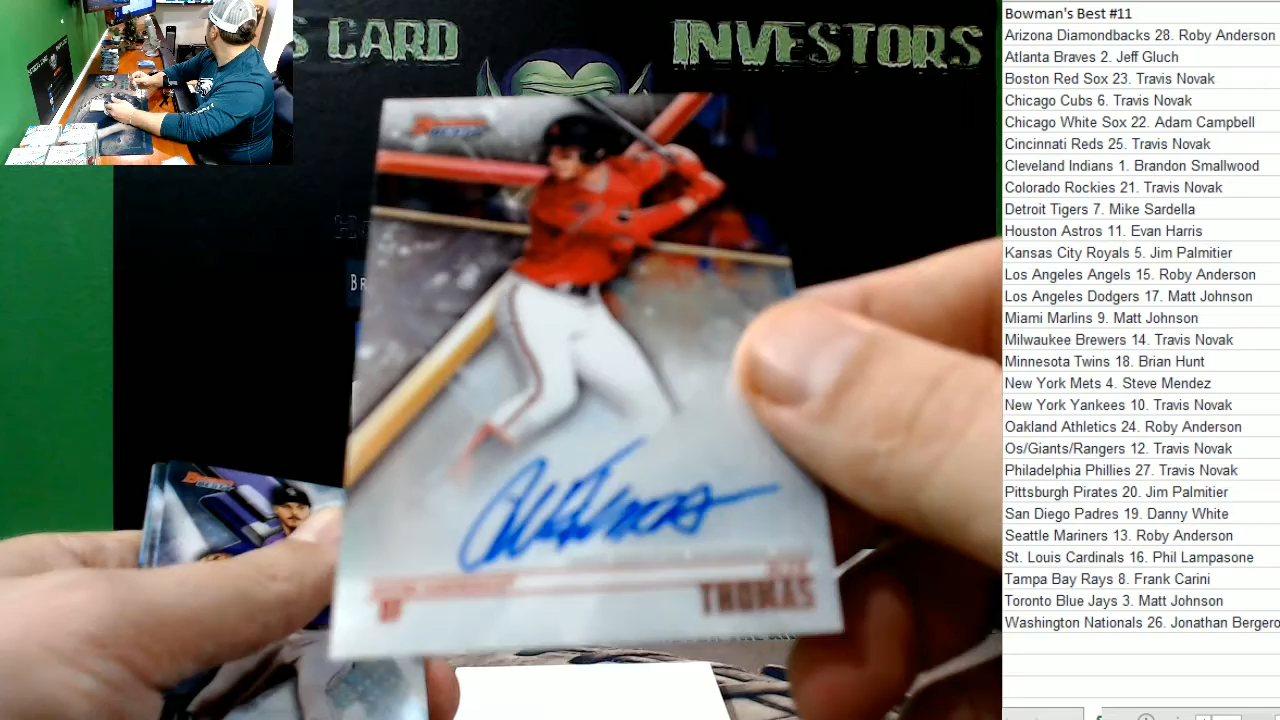 S CARD INVESTORS
THOMAS
Bowman's Best #11
Arizona Diamondbacks 28. Roby Anderson
Atlanta Braves 2. Jeff Gluch
Boston Red Sox 23. Travis Novak
Chicago Cubs 6. Travis Novak
Chicago White Sox 22. Adam Campbell
Cincinnati Reds 25. Travis Novak
Cleveland Indians 1. Brandon Smallwood
Colorado Rockies 21. Travis Novak
Detroit Tigers 7. Mike Sardella
Houston Astros 11. Evan Harris
Kansas City Royals 5. Jim Palmitier
Los Angeles Angels 15. Roby Anderson
Los Angeles Dodgers 17. Matt Johnson
Miami Marlins 9. Matt Johnson
Milwaukee Brewers 14. Travis Novak
Minnesota Twins 18. Brian Hunt
New York Mets 4. Steve Mendez
New York Yankees 10. Travis Novak
Oakland Athletics 24. Roby Anderson
Os/Giants/Rangers 12. Travis Novak
Philadelphia Phillies 27. Travis Novak
Pittsburgh Pirates 20. Jim Palmitier
San Diego Padres 19. Danny White
Seattle Mariners 13. Roby Anderson
St. Louis Cardinals 16. Phil Lampasone
Tampa Bay Rays 8. Frank Carini
Toronto Blue Jays 3. Matt Johnson
Washington Nationals 26. Jonathan Bergero